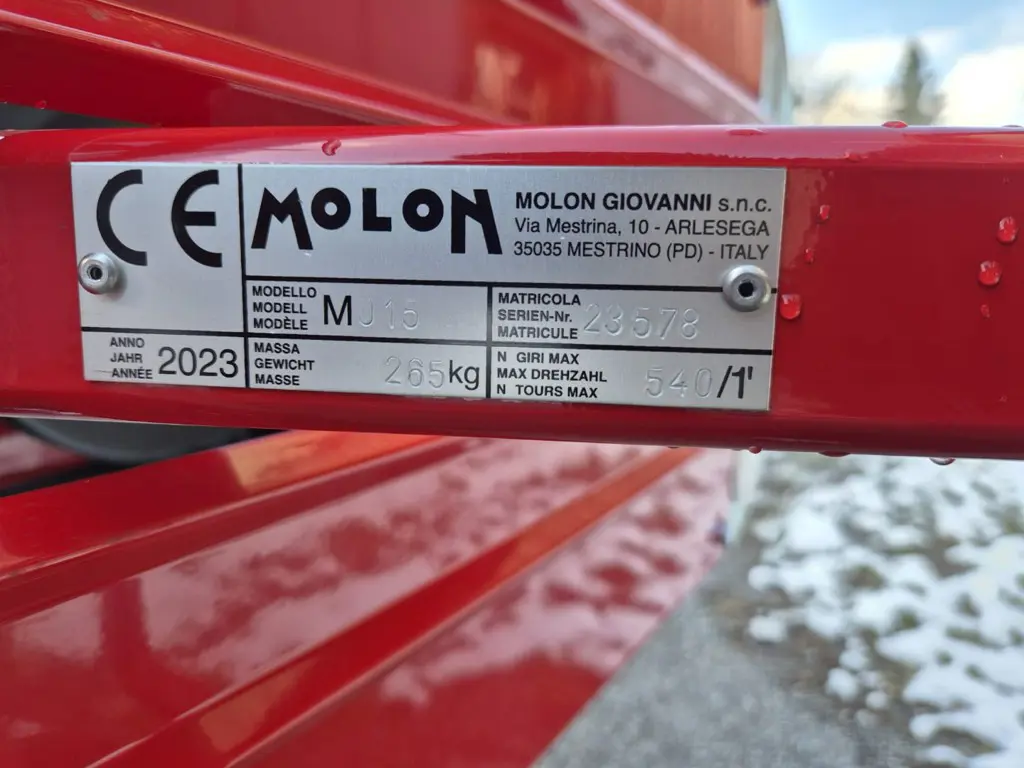 CE
MOLON
MOLON GIOVANNI s.n.c.
Via Mestrina, 10 - ARLESEGA
35035 MESTRINO (PD) - ITALY
MODELLO
MODELL
MODÈLE
MJ15
MATRICOLA
SERIEN-Nr.
MATRICULE
23578
ANNO
JAHR
ANNÉE
2023
MASSA
GEWICHT
MASSE
265kg
N GIRI MAX
MAX DREHZAHL
N TOURS MAX
540/1'